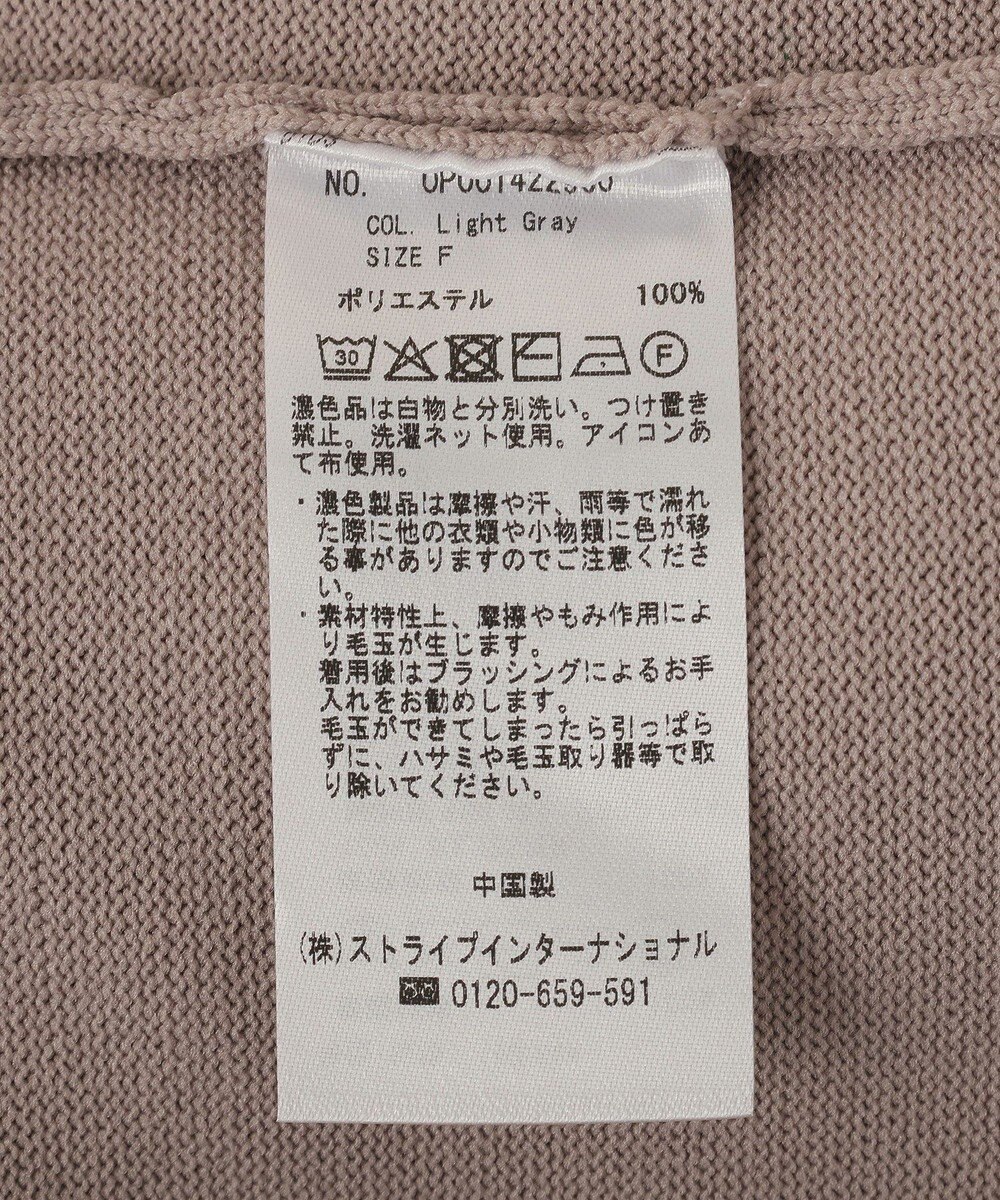 NO.
COL. Light Gray
SIZE F
ポリエステル 100%
30
F
濃色品は白物と分別洗い。つけ置き
禁止。洗濯ネット使用。アイコンあ
て布使用。
・濃色製品は摩擦や汗、雨等で濡れ
た際に他の衣類や小物類に色が移
る事がありますのでご注意くださ
い。
・素材特性上、摩擦やもみ作用によ
り毛玉が生じます。
着用後はブラッシングによるお手
入れをお勧めします。
毛玉ができてしまったら引っぱら
ずに、ハサミや毛玉取り器等で取
り除いてください。
中国製
(株)ストライプインターナショナル
0120-659-591